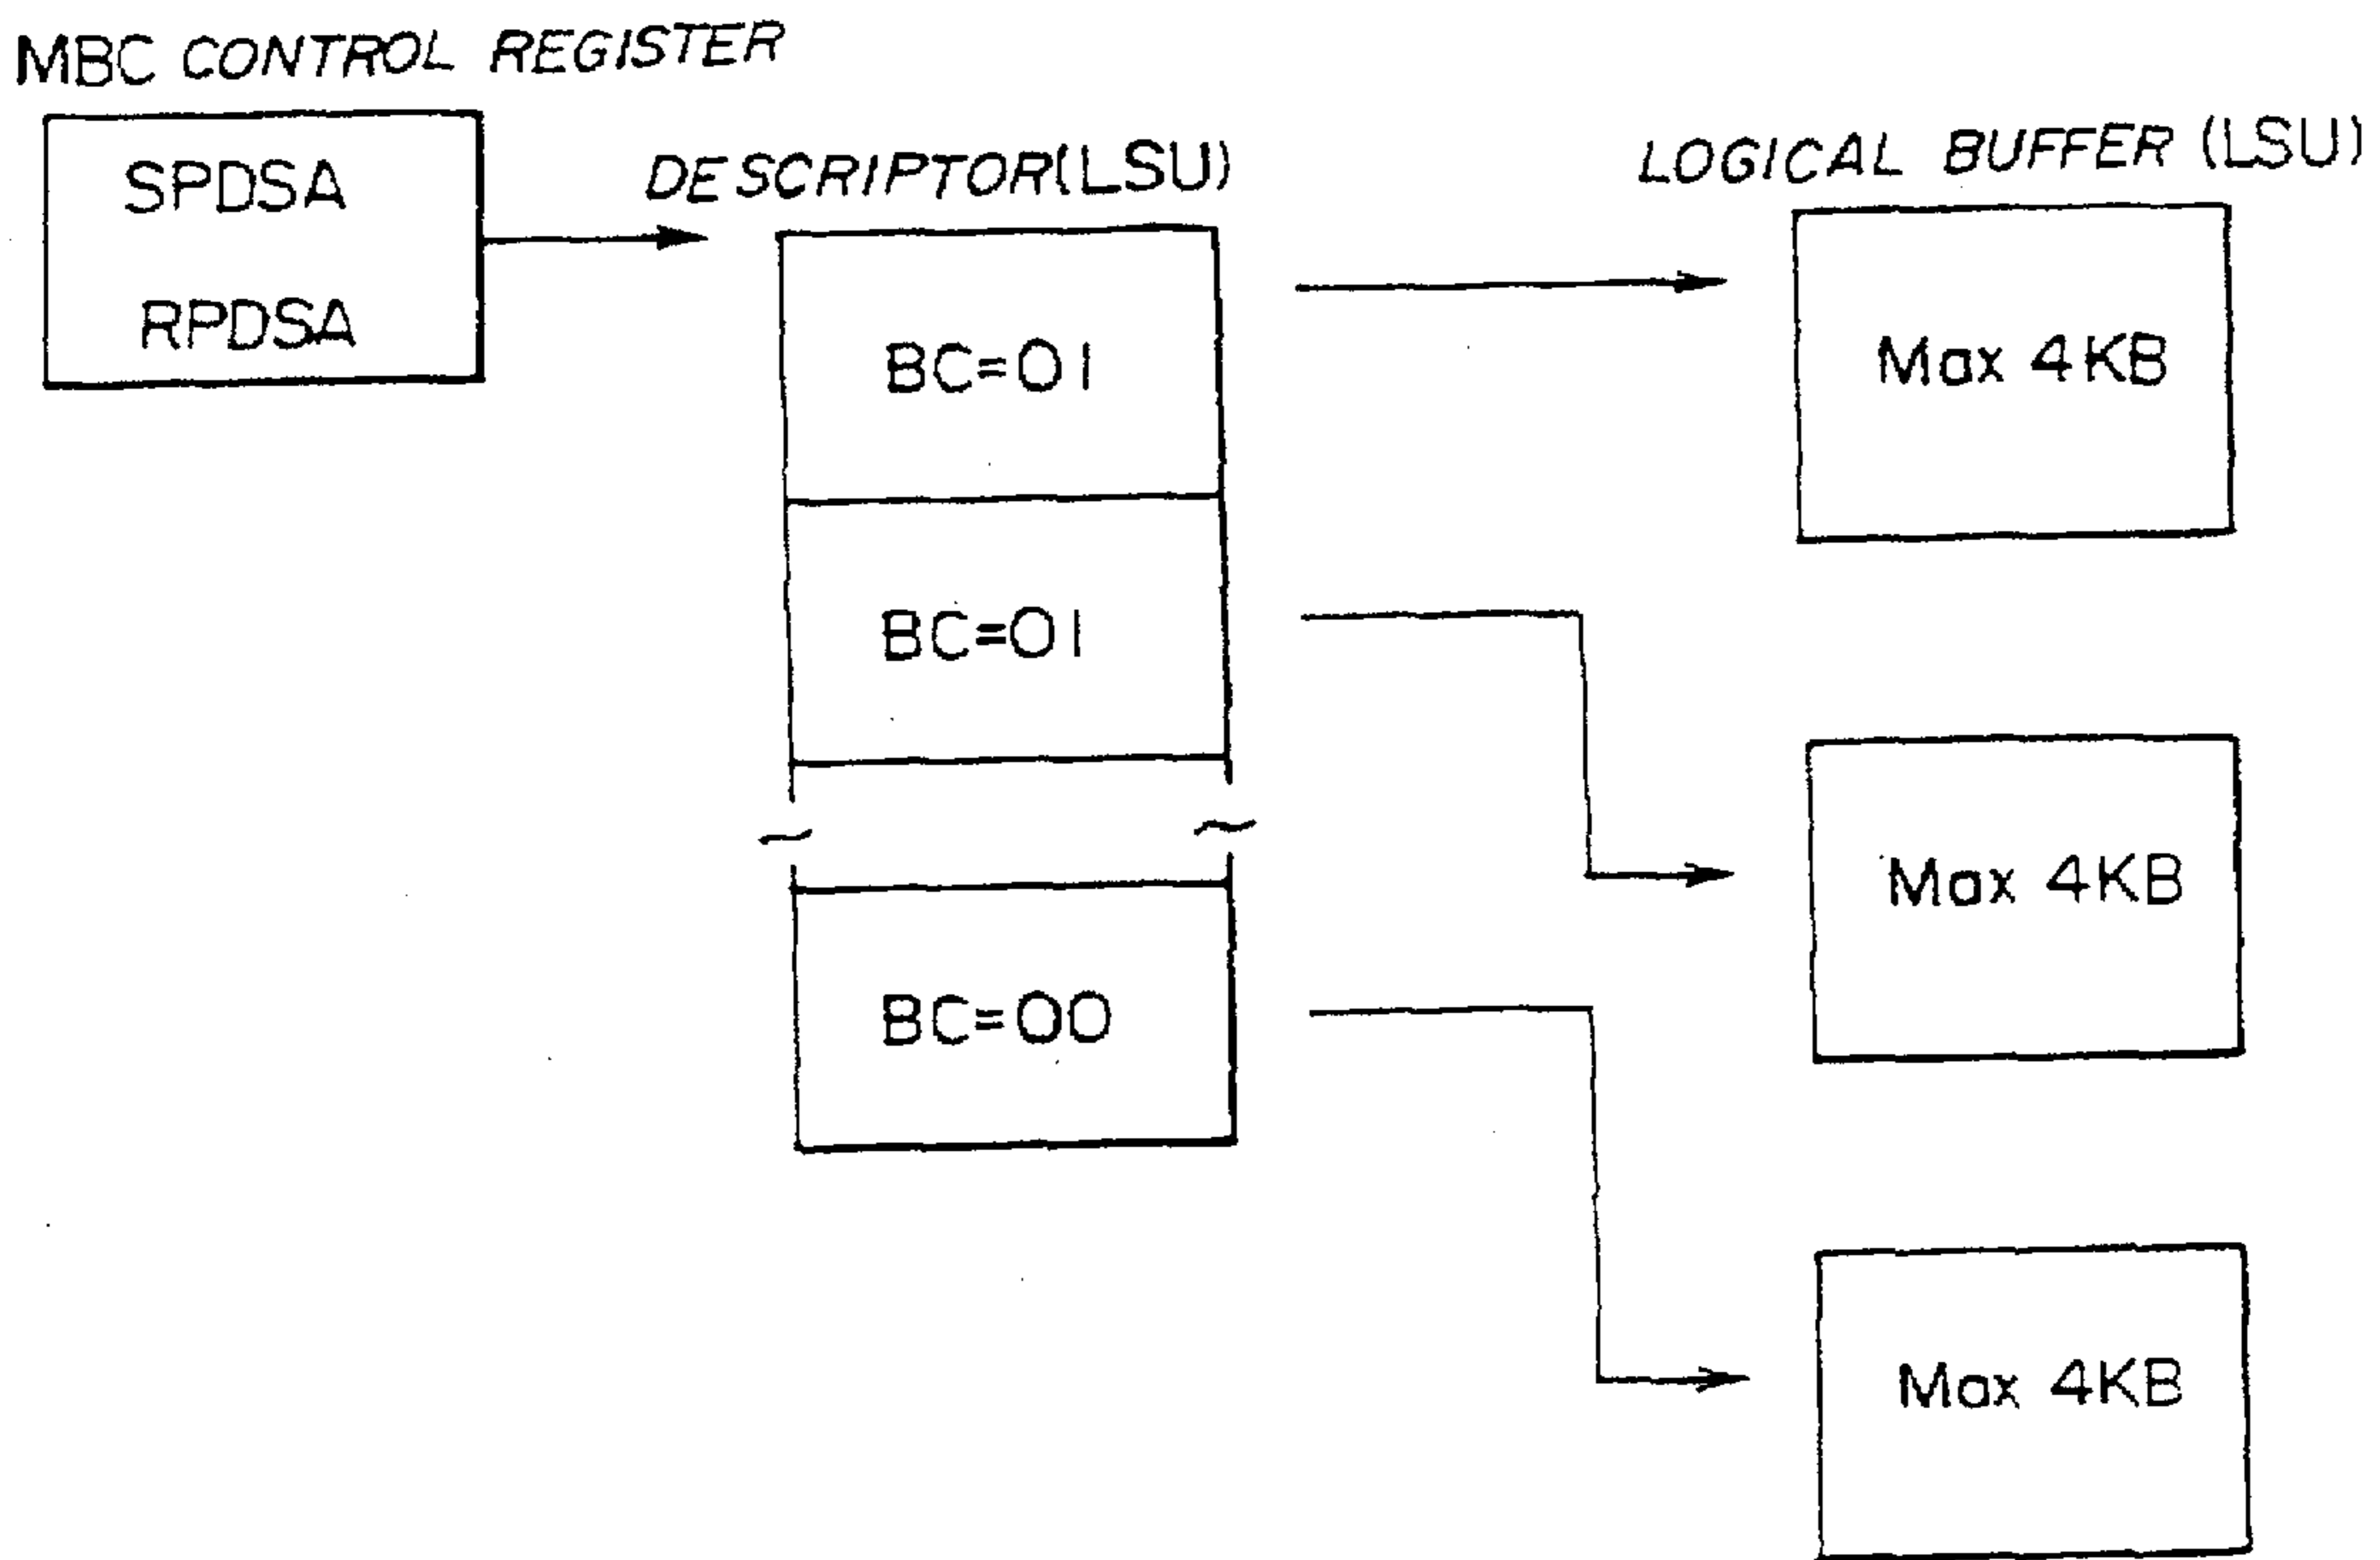 MBC CONTROL REGISTER
SPDSA
RPDSA
DESCRIPTOR(LSU)
BC=01
BC=01
BC=00
LOGICAL BUFFER (LSU)
Max 4KB
Max 4KB
Max 4KB